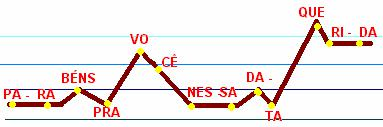 PA - RA BÉNS PRA VO CÊ NES SA DA - TA QUE RI - DA